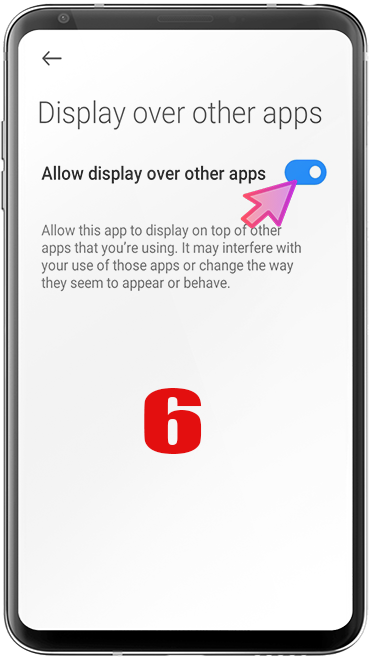 Display over other apps
Allow display over other apps
Allow this app to display on top of other
apps that you're using. It may interfere with
your use of those apps or change the way
they seem to appear or behave.
6